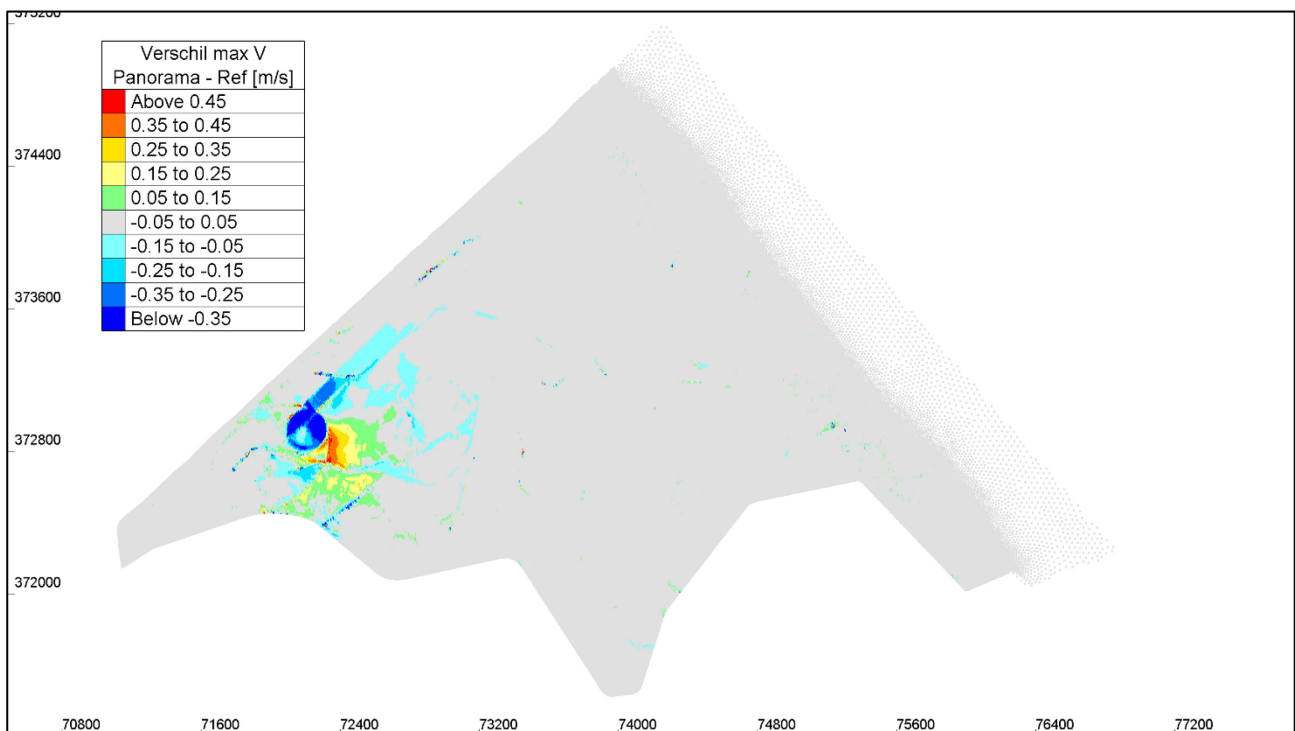 375200
Verschil max V
Panorama - Ref [m/s]
Above 0.45
0.35 to 0.45
0.25 to 0.35
0.15 to 0.25
0.05 to 0.15
-0.05 to 0.05
-0.15 to -0.05
-0.25 to -0.15
-0.35 to -0.25
Below -0.35
374400
373600
372800
372000
70800 71600 72400 73200 74000 74800 75600 76400 77200